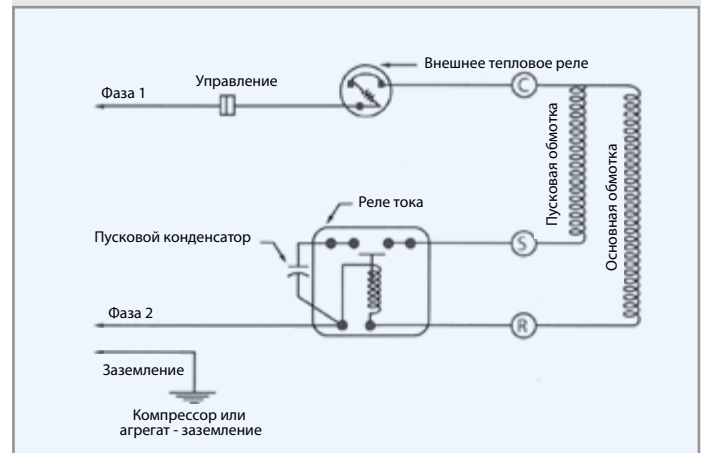 Внешнее тепловое реле
Управление
Фаза 1
C
Пусковая обмотка
Основная обмотка
Реле тока
Пусковой конденсатор
S
Фаза 2
R
Заземление
Компрессор или
агрегат - заземление